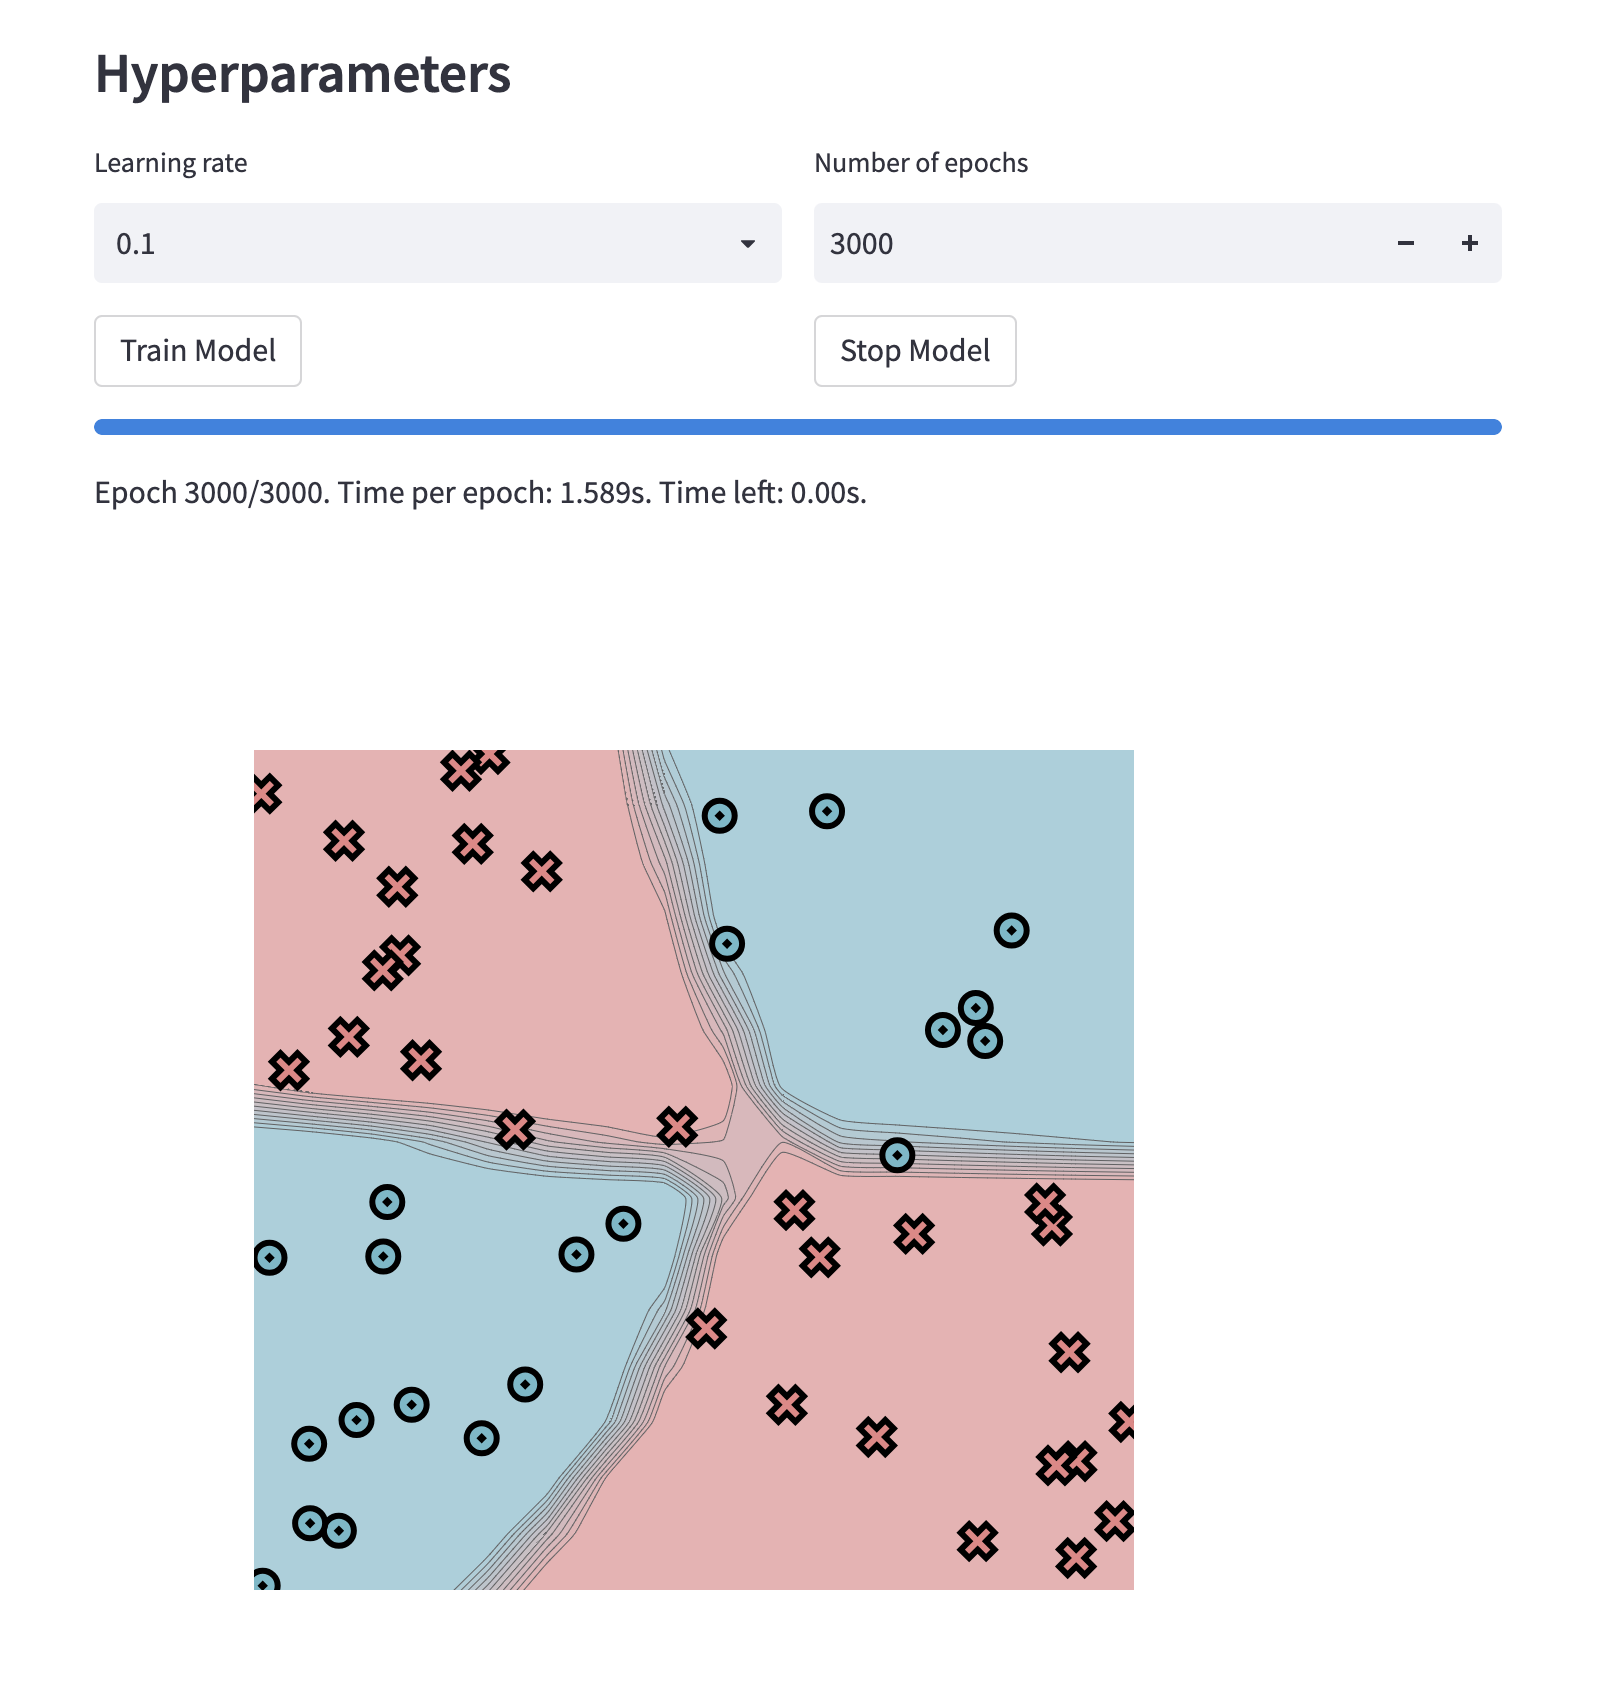 Hyperparameters
Learning rate
Number of epochs
0.1
3000
Train Model
Stop Model
Epoch 3000/3000. Time per epoch: 1.589s. Time left: 0.00s.